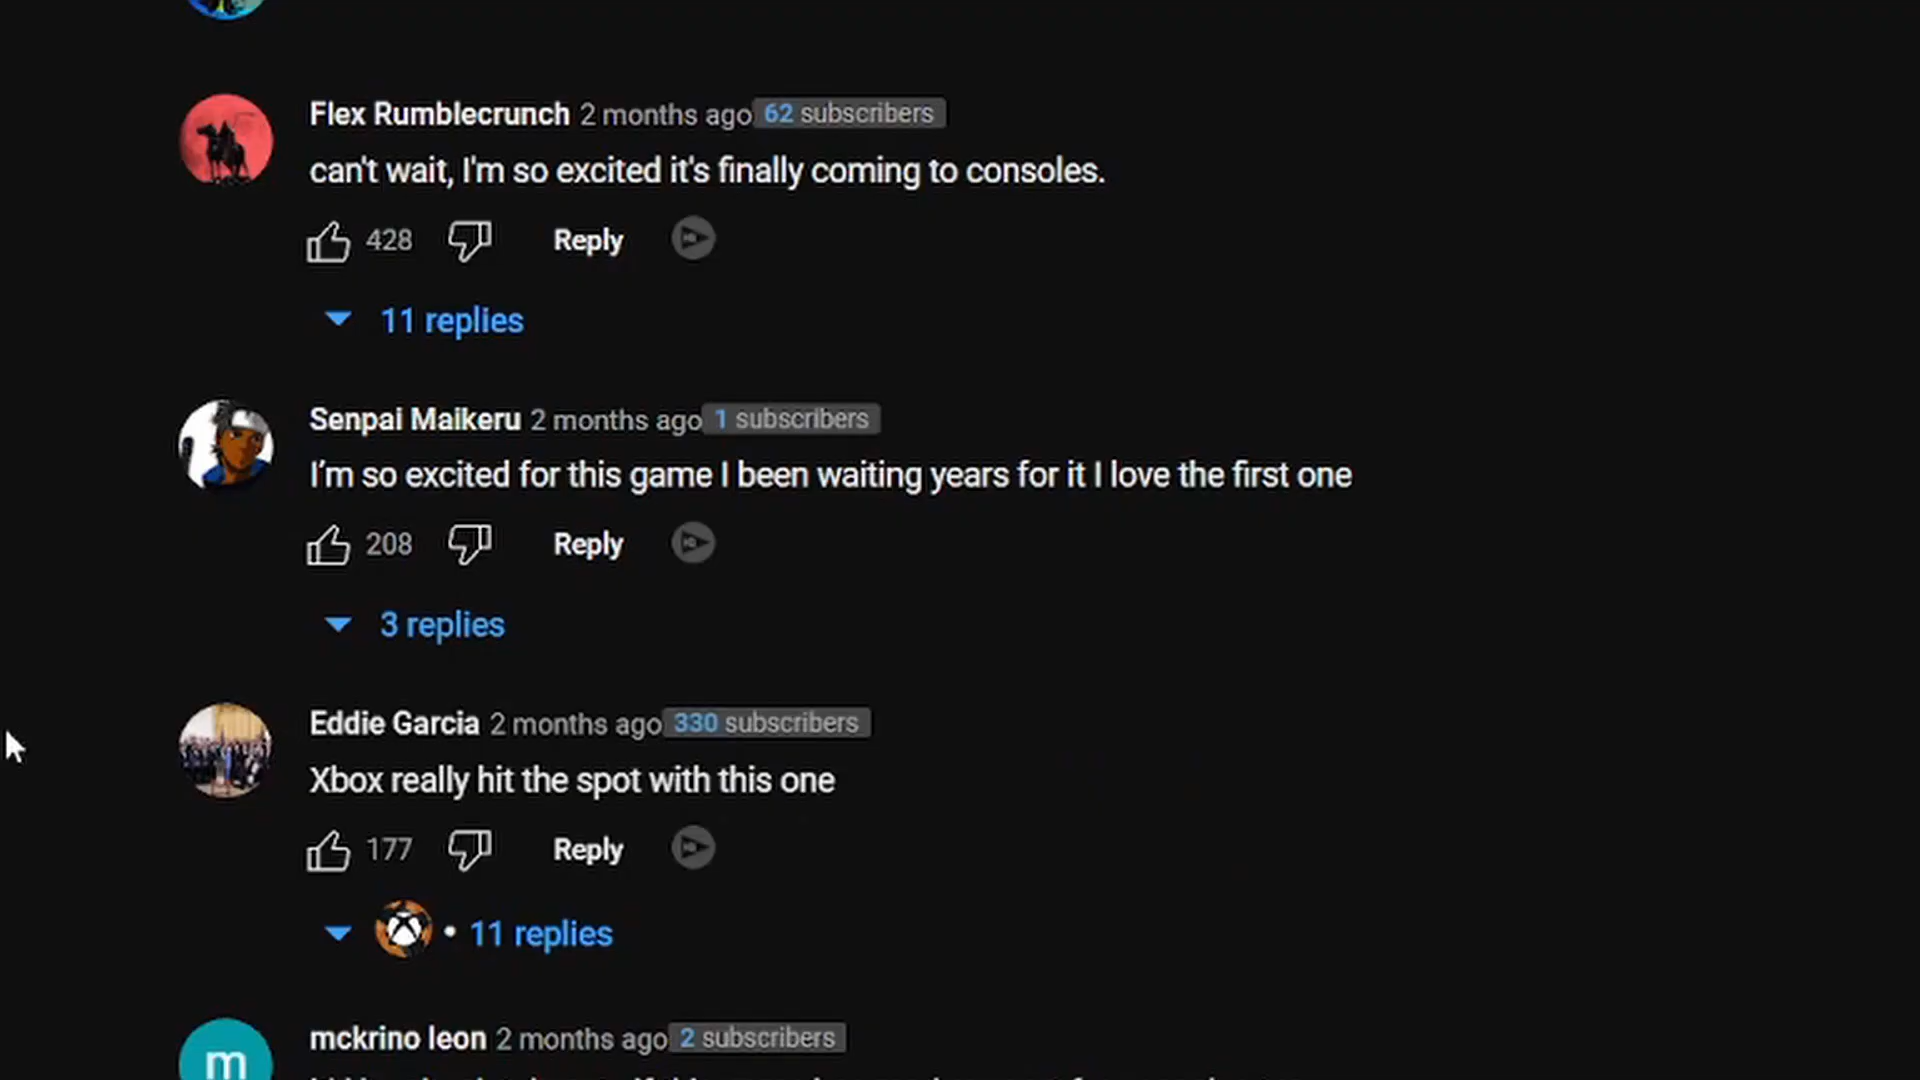 Flex Rumblecrunch 2 months ago 62 subscribers
can't wait, I'm so excited it's finally coming to consoles.
428 Reply
11 replies
Senpai Maikeru 2 months ago 1 subscribers
I'm so excited for this game I been waiting years for it I love the first one
208 Reply
3 replies
Eddie Garcia 2 months ago 330 subscribers
Xbox really hit the spot with this one
177 Reply
• 11 replies
mckrino leon 2 months ago 2 subscribers
m